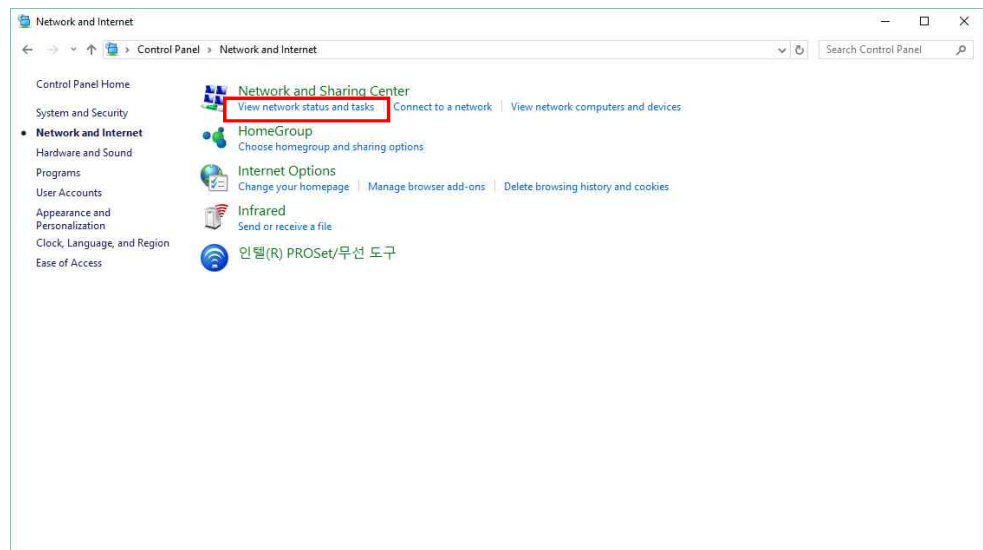 Network and Internet
Control Panel > Network and Internet
Search Control Panel
Control Panel Home
System and Security
Network and Internet
Hardware and Sound
Programs
User Accounts
Appearance and
Personalization
Clock, Language, and Region
Ease of Access
Network and Sharing Center
View network status and tasks | Connect to a network | View network computers and devices
HomeGroup
Choose homegroup and sharing options
Internet Options
Change your homepage | Manage browser add-ons | Delete browsing history and cookies
Infrared
Send or receive a file
인텔(R) PROSet/무선 도구